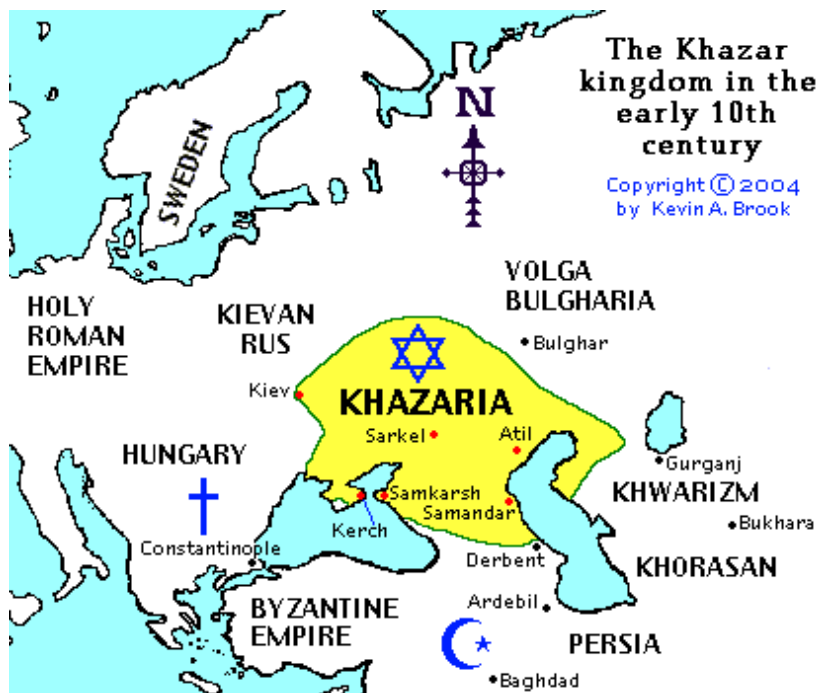 The Khazar
kingdom in the
early 10th
century
Copyright © 2004
by Kevin A. Brook
N
SWEDEN
VOLGA
BULGHARIA
HOLY
ROMAN
EMPIRE
KIEVAN
RUS
Bulghar
Kiev
KHAZARIA
Sarkel
Atil
HUNGARY
Gurganj
KHWARIZM
Samkarsh
Samandar
Kerch
Bukhara
Constantinople
Derbent
KHORASAN
BYZANTINE
EMPIRE
Ardebil
PERSIA
Baghdad